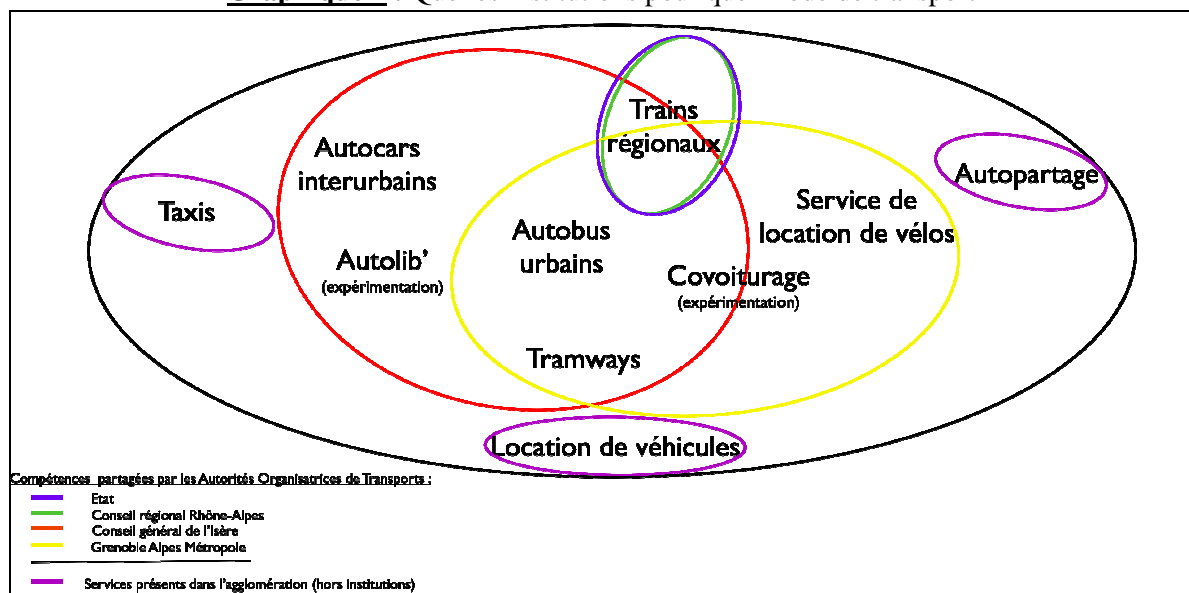 Trains
régionaux
Autocars
interurbains
Autopartage
Taxis
Service de
location de vélos
Autobus
urbains
Autolib'
(expérimentation)
Covoiturage
(expérimentation)
Tramways
Location de véhicules
Compétences partagées par les Autorités Organisatrices de Transports :
Etat
Conseil régional Rhône-Alpes
Conseil général de l'Isère
Grenoble Alpes Métropole
Services présents dans l'agglomération (hors institutions)